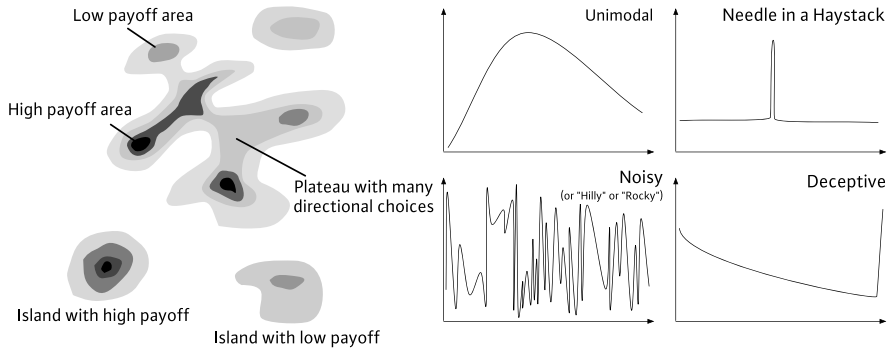 Low payoff area
High payoff area
Plateau with many
directional choices
Island with high payoff
Island with low payoff
Unimodal
Needle in a Haystack
Noisy
(or "Hilly" or "Rocky")
Deceptive